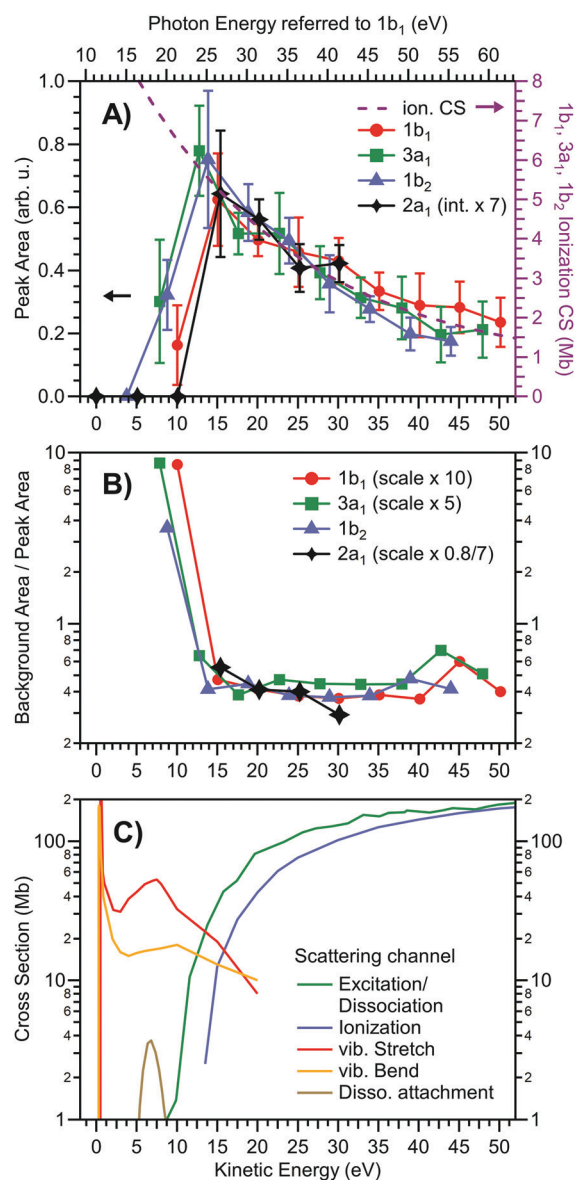 Photon Energy referred to 1b₁ (eV)
10 15 20 25 30 35 40 45 50 55 60
A)
ion. CS
1b₁
3a₁
1b₂
2a₁ (int. x 7)
Peak Area (arb. u.)
1.0
0.8
0.6
0.4
0.2
0.0
8
7
6
5
4
3
2
1
0
1b₁, 3a₁, 1b₂ Ionization CS (Mb)
0 5 10 15 20 25 30 35 40 45 50
B)
1b₁ (scale x 10)
3a₁ (scale x 5)
1b₂
2a₁ (scale x 0.8/7)
Background Area / Peak Area
10
8
6
4
2
1
8
6
4
2
10
8
6
4
2
1
8
6
4
2
0 5 10 15 20 25 30 35 40 45 50
C)
Scattering channel
Excitation/
Dissociation
Ionization
vib. Stretch
vib. Bend
Disso. attachment
Cross Section (Mb)
2
100
8
6
4
2
10
8
6
4
2
1
2
100
8
6
4
2
10
8
6
4
2
1
0 5 10 15 20 25 30 35 40 45 50
Kinetic Energy (eV)